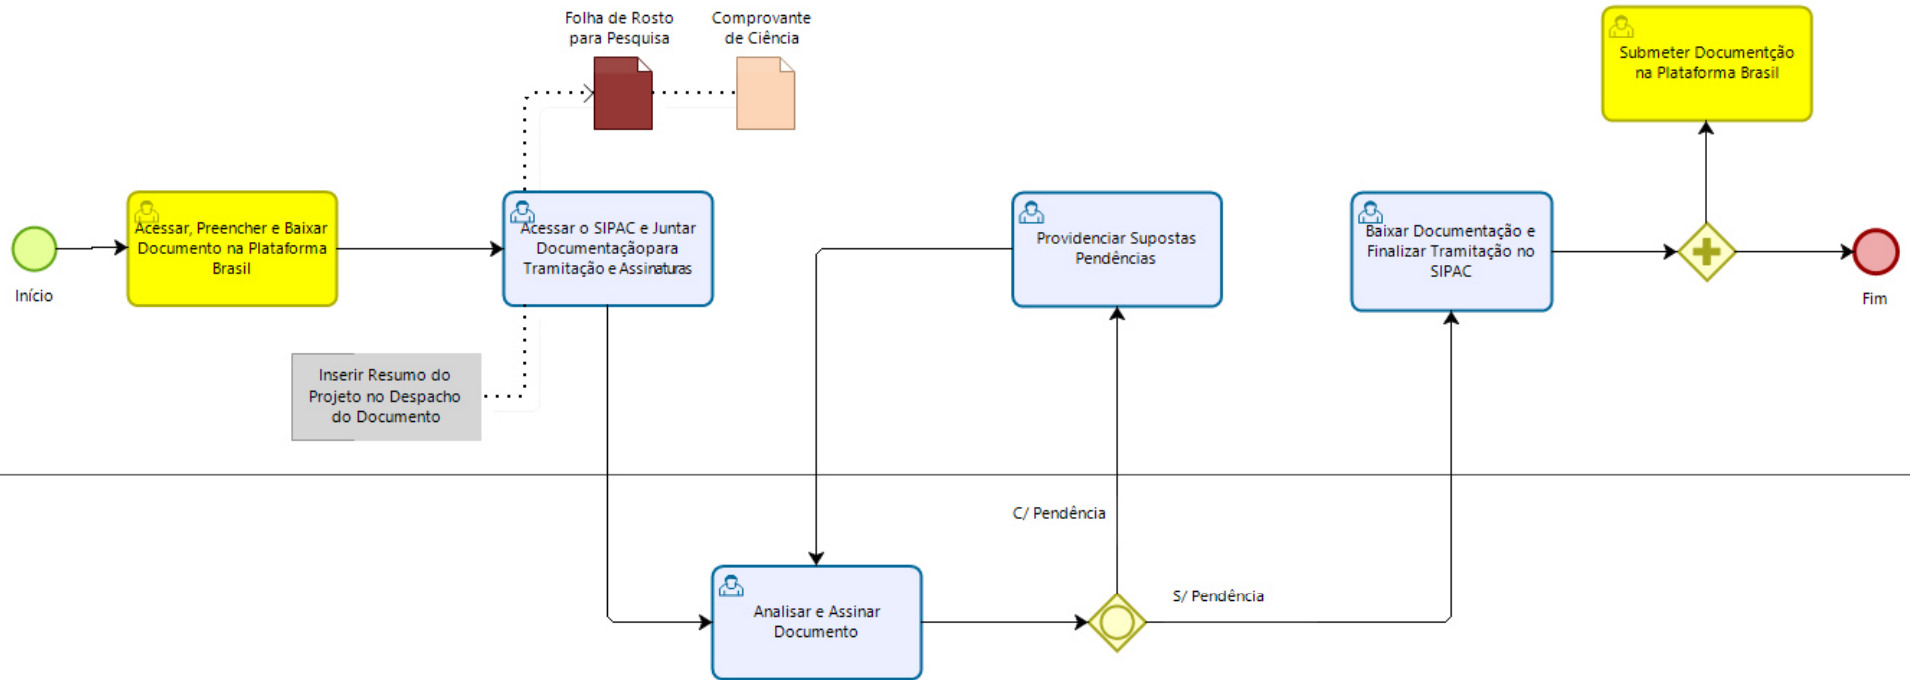 Folha de Rosto
para Pesquisa
Comprovante
de Ciência
Submeter Documentção
na Plataforma Brasil
Início
Acessar, Preencher e Baixar
Documento na Plataforma
Brasil
Acessar o SIPAC e Juntar
Documentaçãopara
Tramitação e Assinaturas
Providenciar Supostas
Pendências
Baixar Documentação e
Finalizar Tramitação no
SIPAC
Fim
Inserir Resumo do
Projeto no Despacho
do Documento
C/ Pendência
S/ Pendência
Analisar e Assinar
Documento